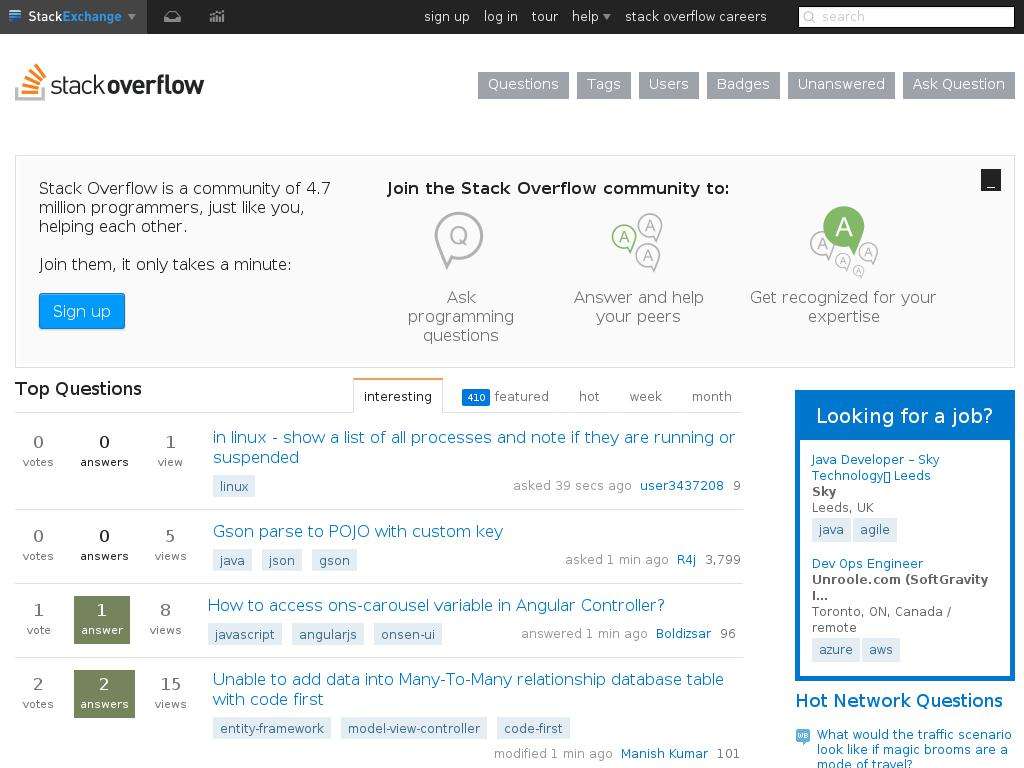 StackExchange
sign up log in tour help stack overflow careers
search
stackoverflow
Questions Tags Users Badges Unanswered Ask Question
Stack Overflow is a community of 4.7
million programmers, just like you,
helping each other.
Join them, it only takes a minute:
Sign up
Join the Stack Overflow community to:
Q
Ask
programming
questions
A A A
Answer and help
your peers
A A A A A
Get recognized for your
expertise
_
Top Questions
interesting 410 featured hot week month
0 votes 0 answers 1 view
in linux - show a list of all processes and note if they are running or
suspended
linux
asked 39 secs ago user3437208 9
0 votes 0 answers 5 views
Gson parse to POJO with custom key
java json gson
asked 1 min ago R4j 3,799
1 vote 1 answer 8 views
How to access ons-carousel variable in Angular Controller?
javascript angularjs onsen-ui
answered 1 min ago Boldizsar 96
2 votes 2 answers 15 views
Unable to add data into Many-To-Many relationship database table
with code first
entity-framework model-view-controller code-first
modified 1 min ago Manish Kumar 101
Looking for a job?
Java Developer – Sky
Technology Leeds
Sky
Leeds, UK
java agile
Dev Ops Engineer
Unroole.com (SoftGravity
I...
Toronto, ON, Canada /
remote
azure aws
Hot Network Questions
WB
What would the traffic scenario
look like if magic brooms are a
mode of travel?